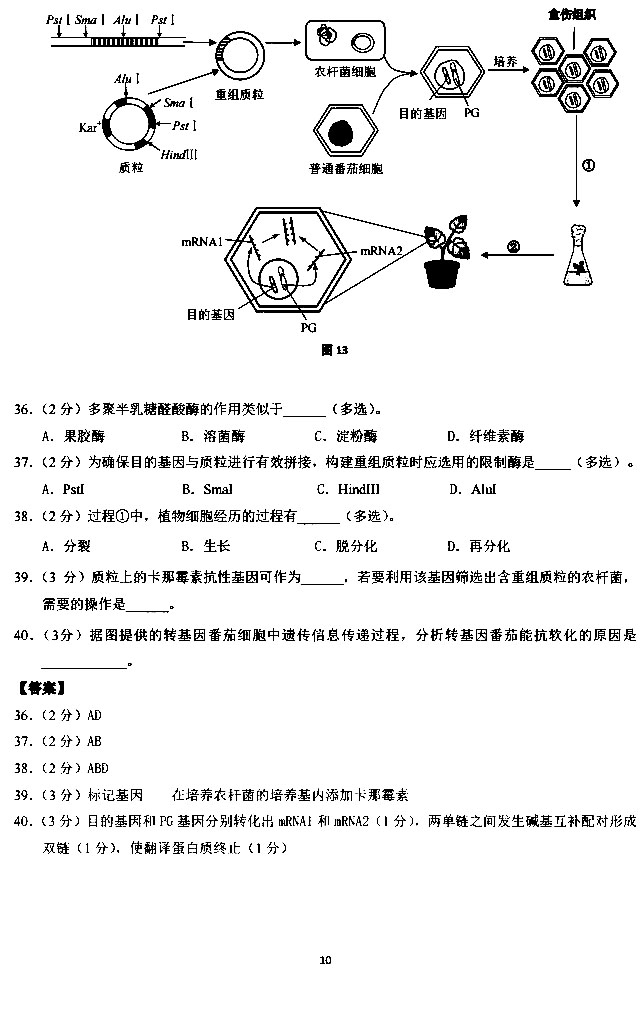 Pst Ⅰ Sma Ⅰ Alu Ⅰ Pst Ⅰ
重组质粒
农杆菌细胞
Alu Ⅰ
Sma Ⅰ
Kar⁺
Pst Ⅰ
HindⅢ
质粒
普通番茄细胞
目的基因 PG
培养
愈伤组织
①
②
mRNA1
mRNA2
目的基因
PG
图 13
36.（2 分）多聚半乳糖醛酸酶的作用类似于______（多选）。
A. 果胶酶 B. 溶菌酶 C. 淀粉酶 D. 纤维素酶
37.（2 分）为确保目的基因与质粒进行有效拼接，构建重组质粒时应选用的限制酶是_____（多选）。
A. PstI B. SmaI C. HindIII D. AluI
38.（2 分）过程①中，植物细胞经历的过程有______（多选）。
A. 分裂 B. 生长 C. 脱分化 D. 再分化
39.（3 分）质粒上的卡那霉素抗性基因可作为______，若要利用该基因筛选出含重组质粒的农杆菌，
需要的操作是______。
40.（3分）据图提供的转基因番茄细胞中遗传信息传递过程，分析转基因番茄能抗软化的原因是
____________。
【答案】
36.（2 分）AD
37.（2 分）AB
38.（2 分）ABD
39.（3 分）标记基因 在培养农杆菌的培养基内添加卡那霉素
40.（3 分）目的基因和 PG 基因分别转化出 mRNA1 和 mRNA2（1 分），两单链之间发生碱基互补配对形成
双链（1 分），使翻译蛋白质终止（1 分）
10